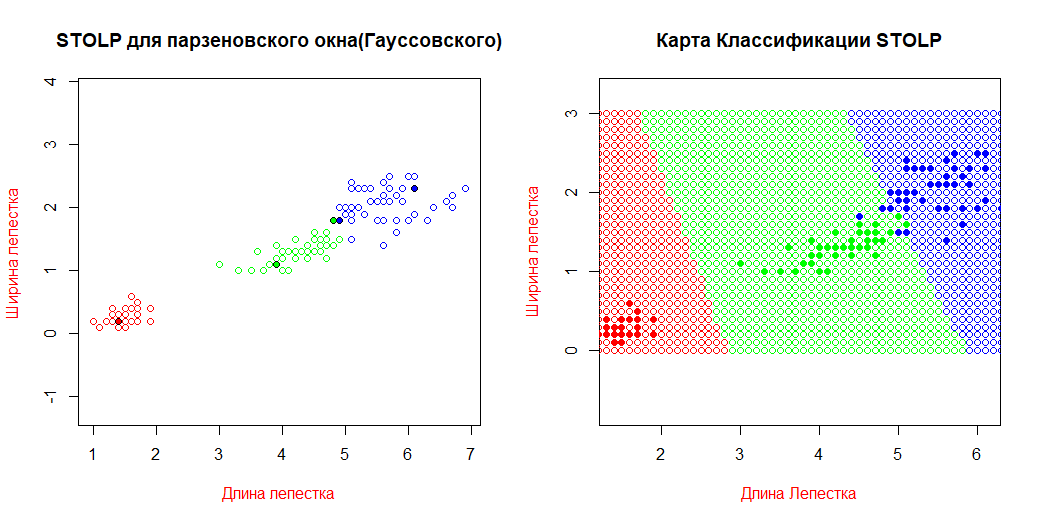 STOLP для парзеновского окна(Гауссовского)
4
3
2
1
0
-1
1 2 3 4 5 6 7
Ширина лепестка
Длина лепестка
Карта Классификации STOLP
3
2
1
0
2 3 4 5 6
Ширина лепестка
Длина Лепестка